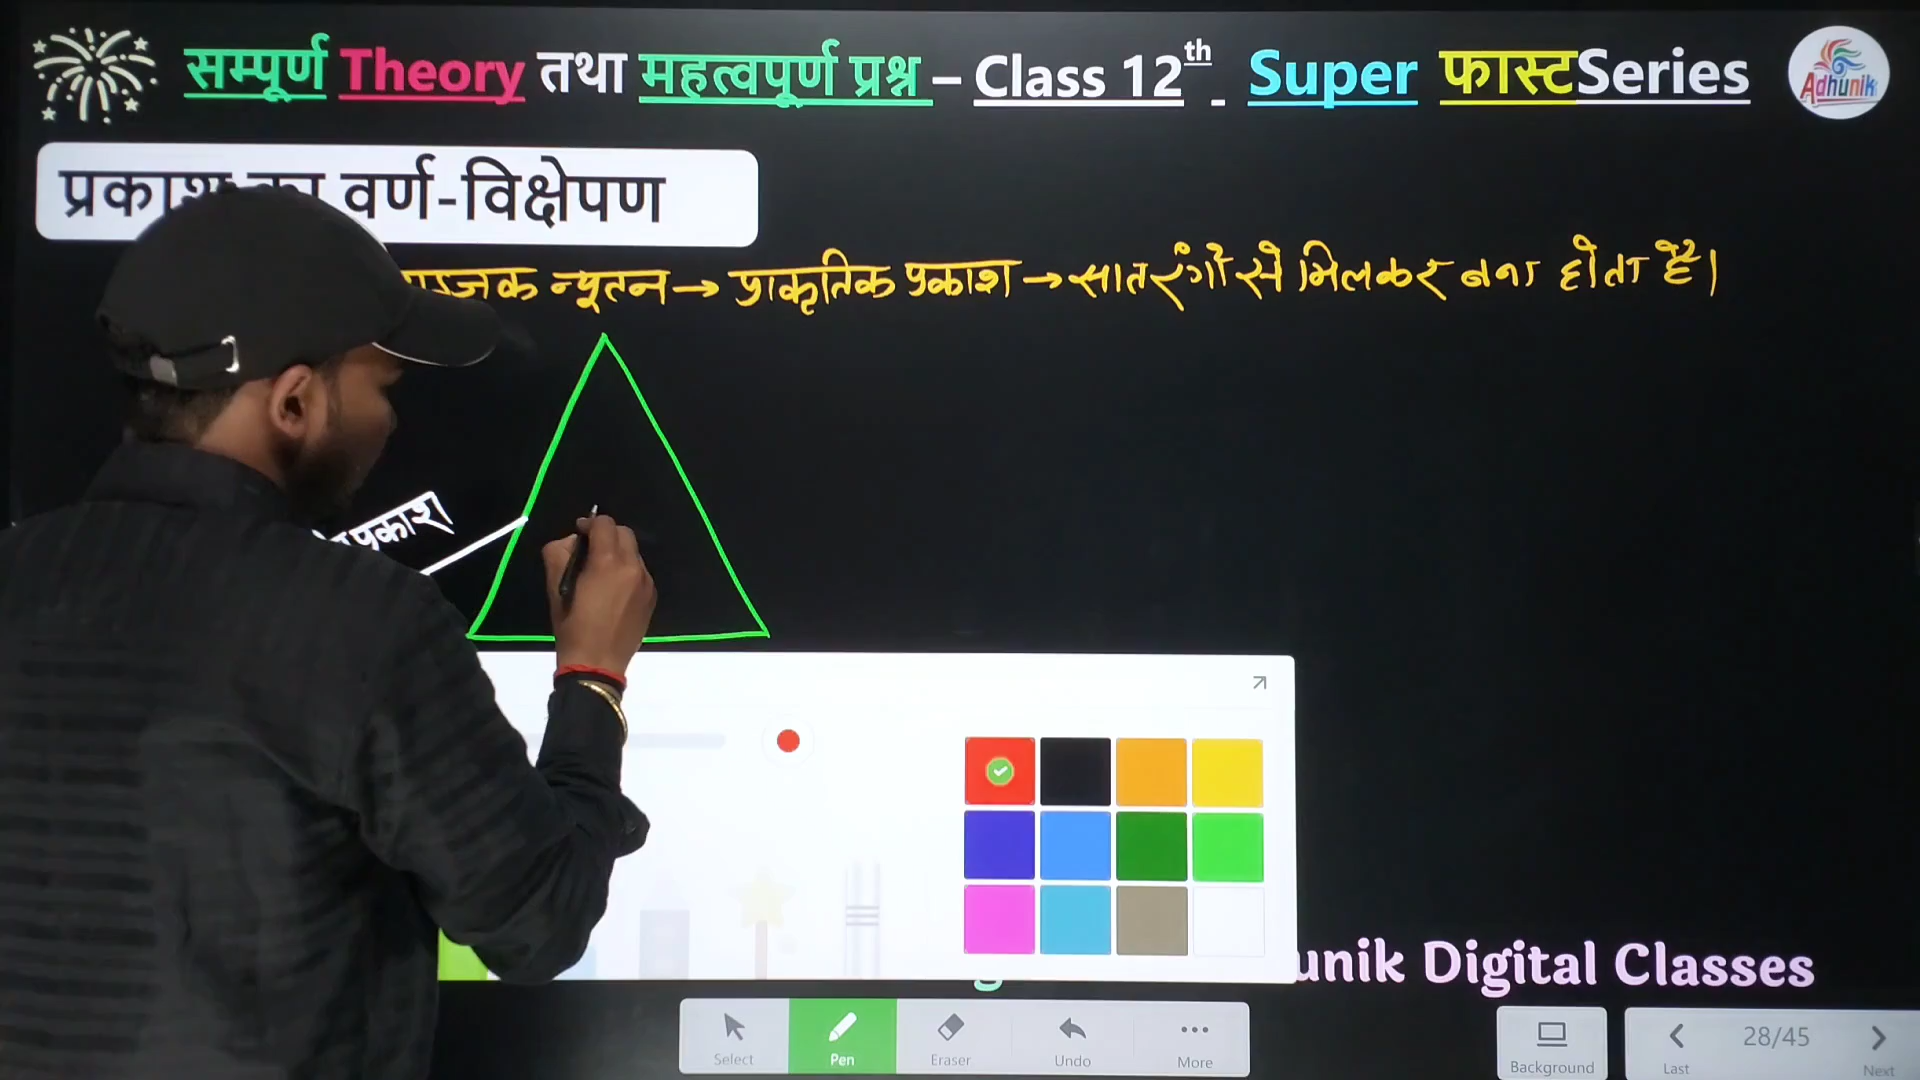 सम्पूर्ण Theory तथा महत्वपूर्ण प्रश्न – Class 12th - Super फास्टSeries
Adhunik
वर्ण-विक्षेपण
न्यूतन → प्राकृतिक प्रकाश → सात रंगों से मिलकर बना होता है।
प्रकाश
unik Digital Classes
Select
Pen
Eraser
Undo
More
Background
Last
28/45
Next